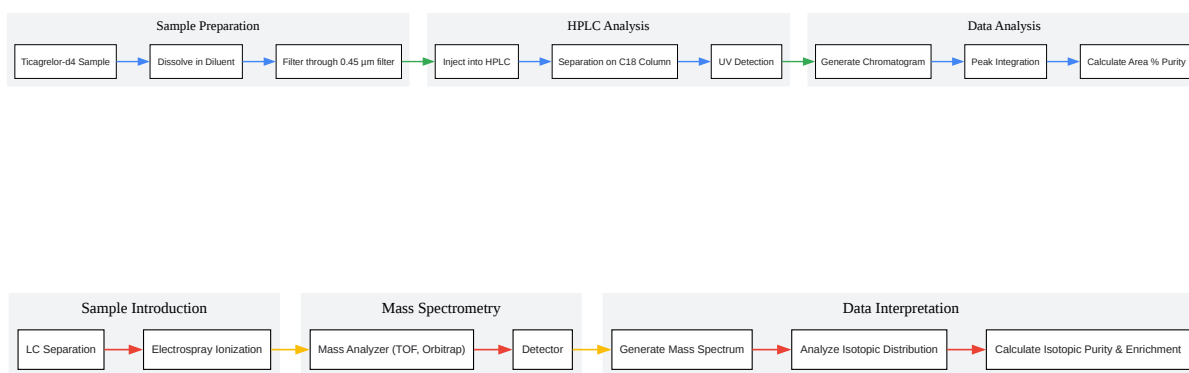 Sample Preparation
HPLC Analysis
Data Analysis
Ticagrelor-d4 Sample
Dissolve in Diluent
Filter through 0.45 µm filter
Inject into HPLC
Separation on C18 Column
UV Detection
Generate Chromatogram
Peak Integration
Calculate Area % Purity
Sample Introduction
Mass Spectrometry
Data Interpretation
LC Separation
Electrospray Ionization
Mass Analyzer (TOF, Orbitrap)
Detector
Generate Mass Spectrum
Analyze Isotopic Distribution
Calculate Isotopic Purity & Enrichment